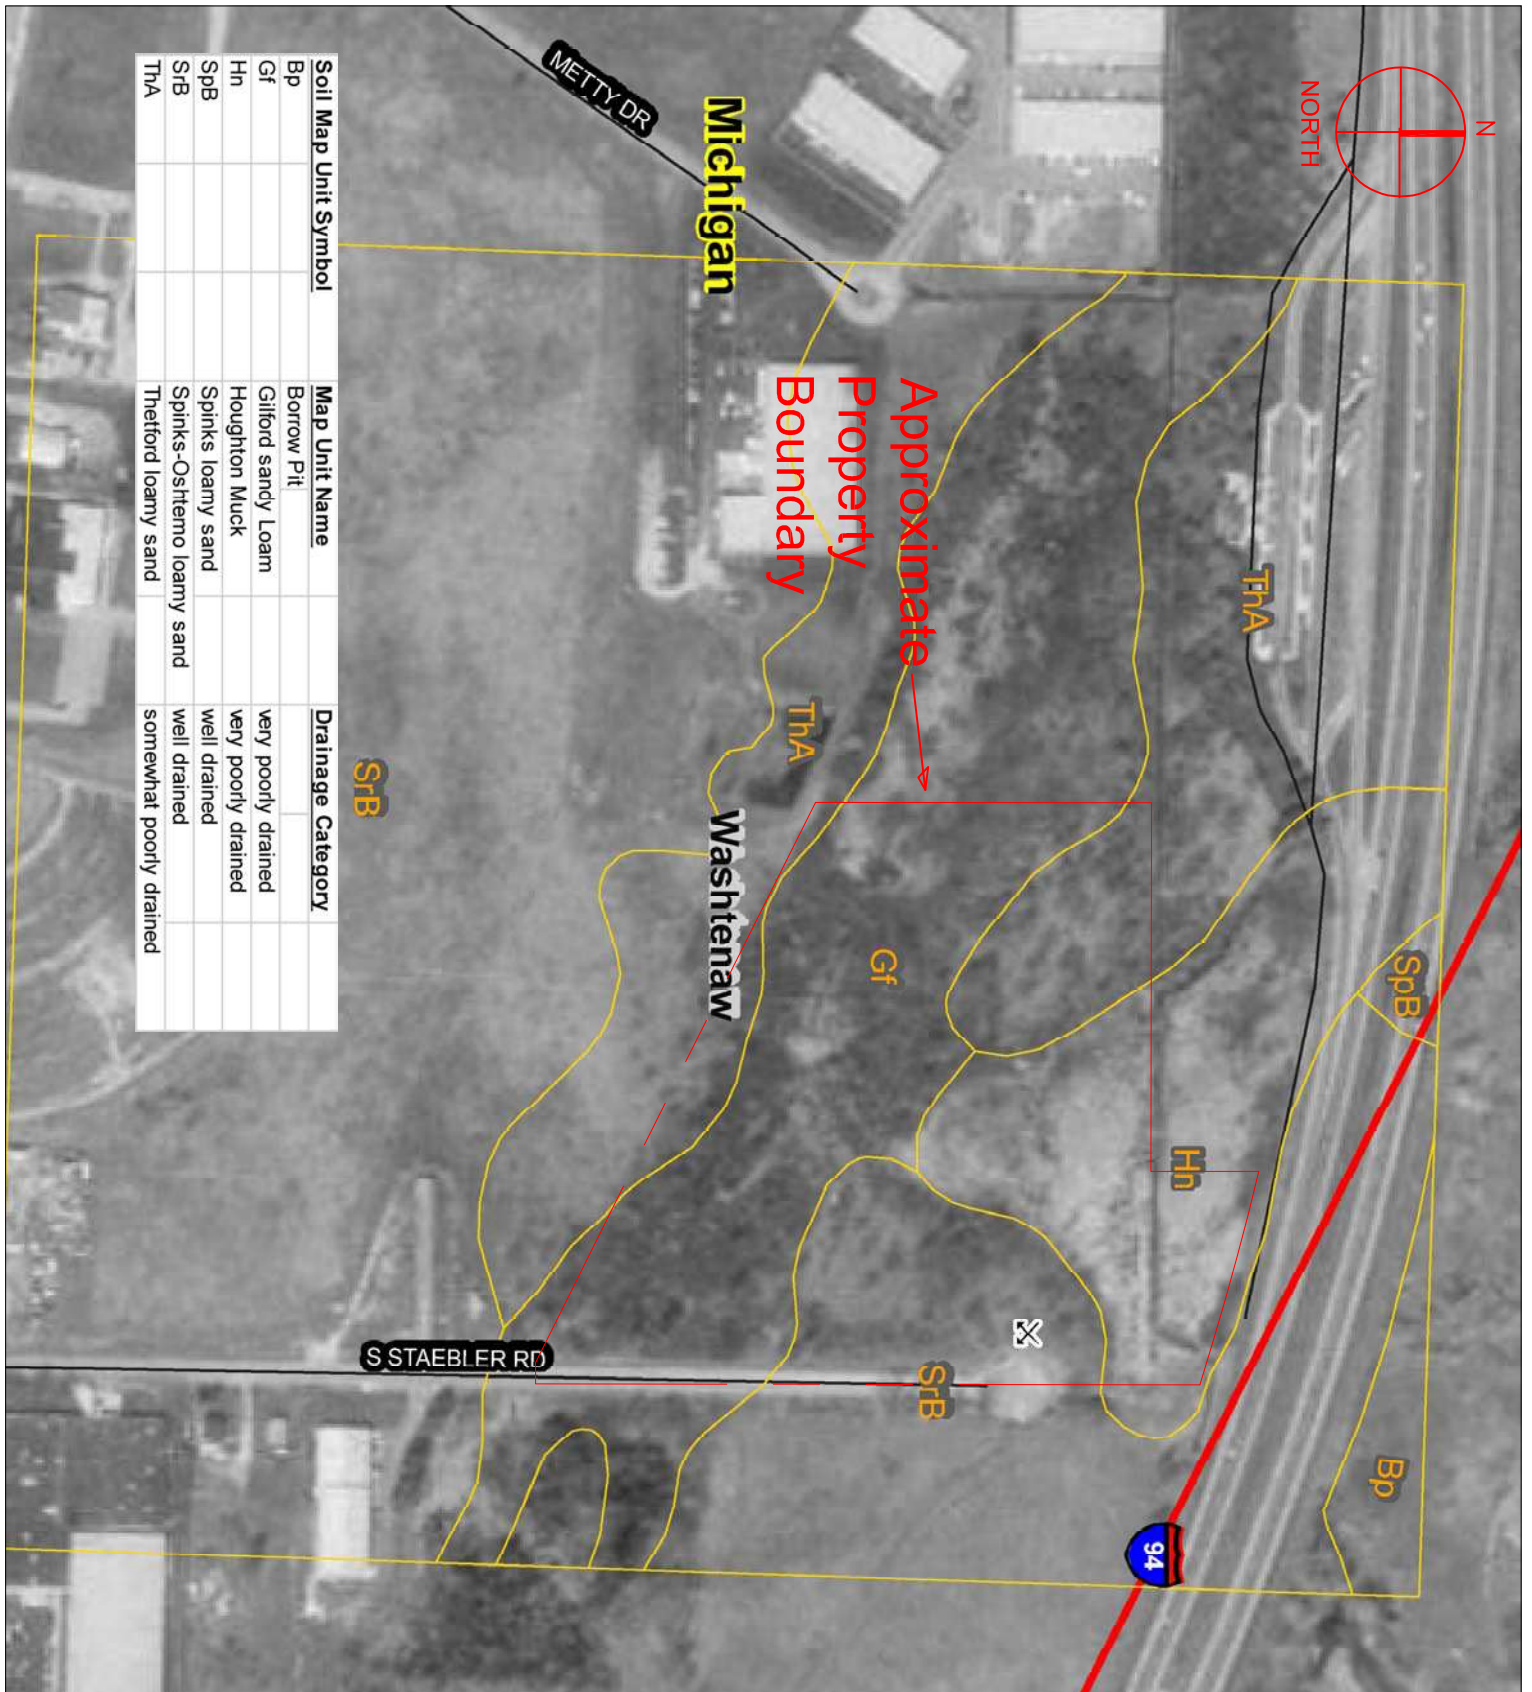 N
NORTH
METTY DR
Michigan
Approximate
Property
Boundary
ThA
ThA
SpB
Gf
Washtenaw
Hn
SrB
SrB
S STAEBLER RD
Bp
94
Soil Map Unit Symbol Map Unit Name Drainage Category
Bp Borrow Pit
Gf Gilford sandy Loam very poorly drained
Hn Houghton Muck very poorly drained
SpB Spinks loamy sand well drained
SrB Spinks-Oshtemo loamy sand well drained
ThA Thetford loamy sand somewhat poorly drained